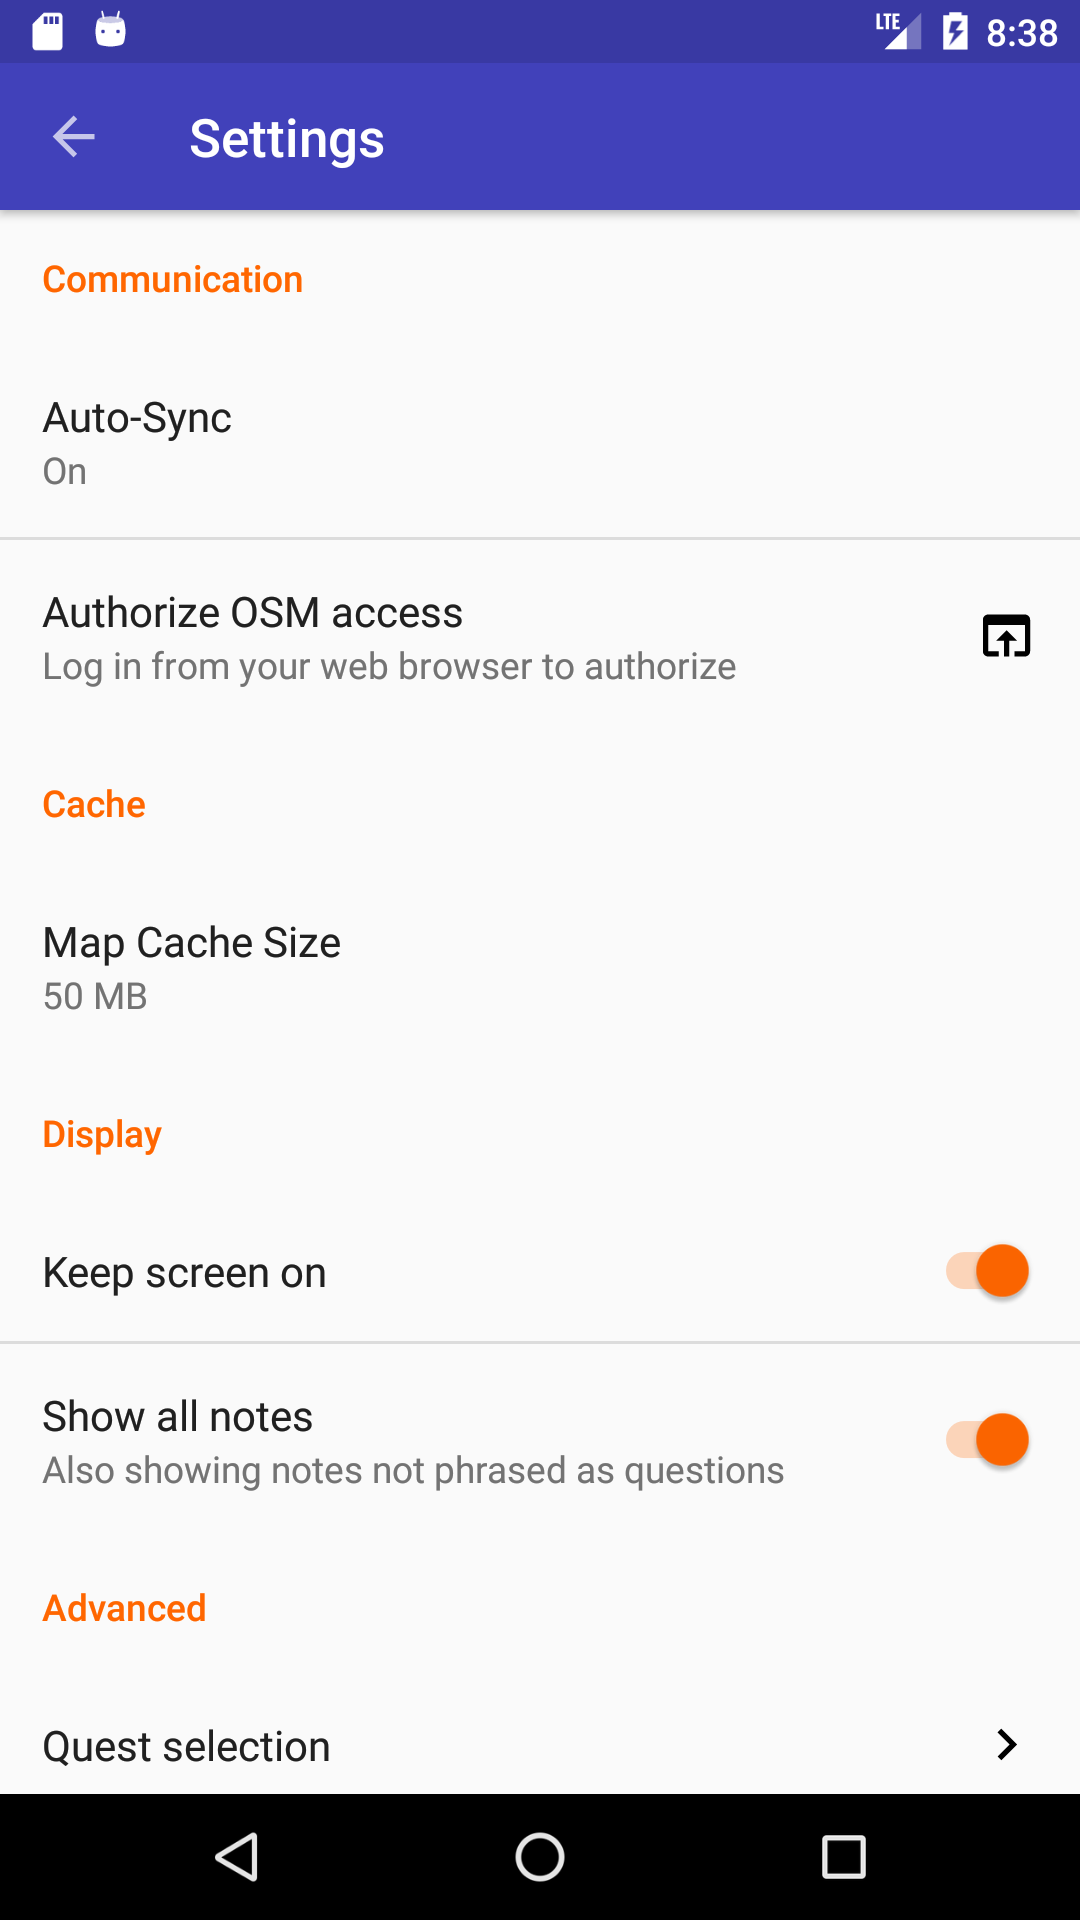 LTE 8:38
Settings
Communication
Auto-Sync
On
Authorize OSM access
Log in from your web browser to authorize
Cache
Map Cache Size
50 MB
Display
Keep screen on
Show all notes
Also showing notes not phrased as questions
Advanced
Quest selection